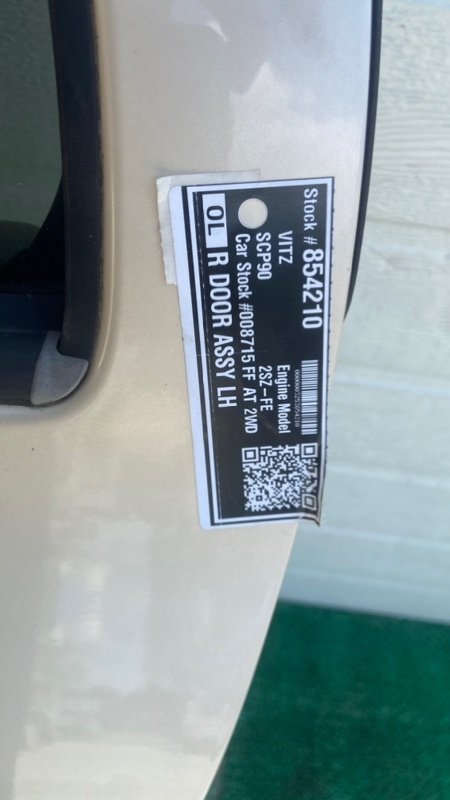 Stock # 854210
VITZ
Engine Model
SCP90
2SZ-FE
Car Stock #008715 FF AT 2WD
OL R DOOR ASSY LH